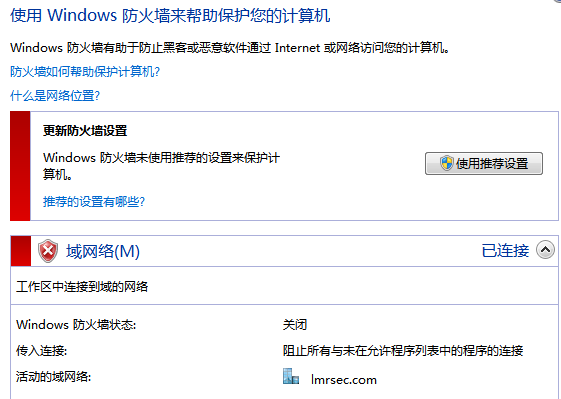 使用 Windows 防火墙来帮助保护您的计算机
Windows 防火墙有助于防止黑客或恶意软件通过 Internet 或网络访问您的计算机。
防火墙如何帮助保护计算机?
什么是网络位置?
更新防火墙设置
Windows 防火墙未使用推荐的设置来保护计
算机。
使用推荐设置
推荐的设置有哪些?
域网络(M)
已连接
工作区中连接到域的网络
Windows 防火墙状态:
关闭
传入连接:
阻止所有与未在允许程序列表中的程序的连接
活动的域网络:
lmrsec.com